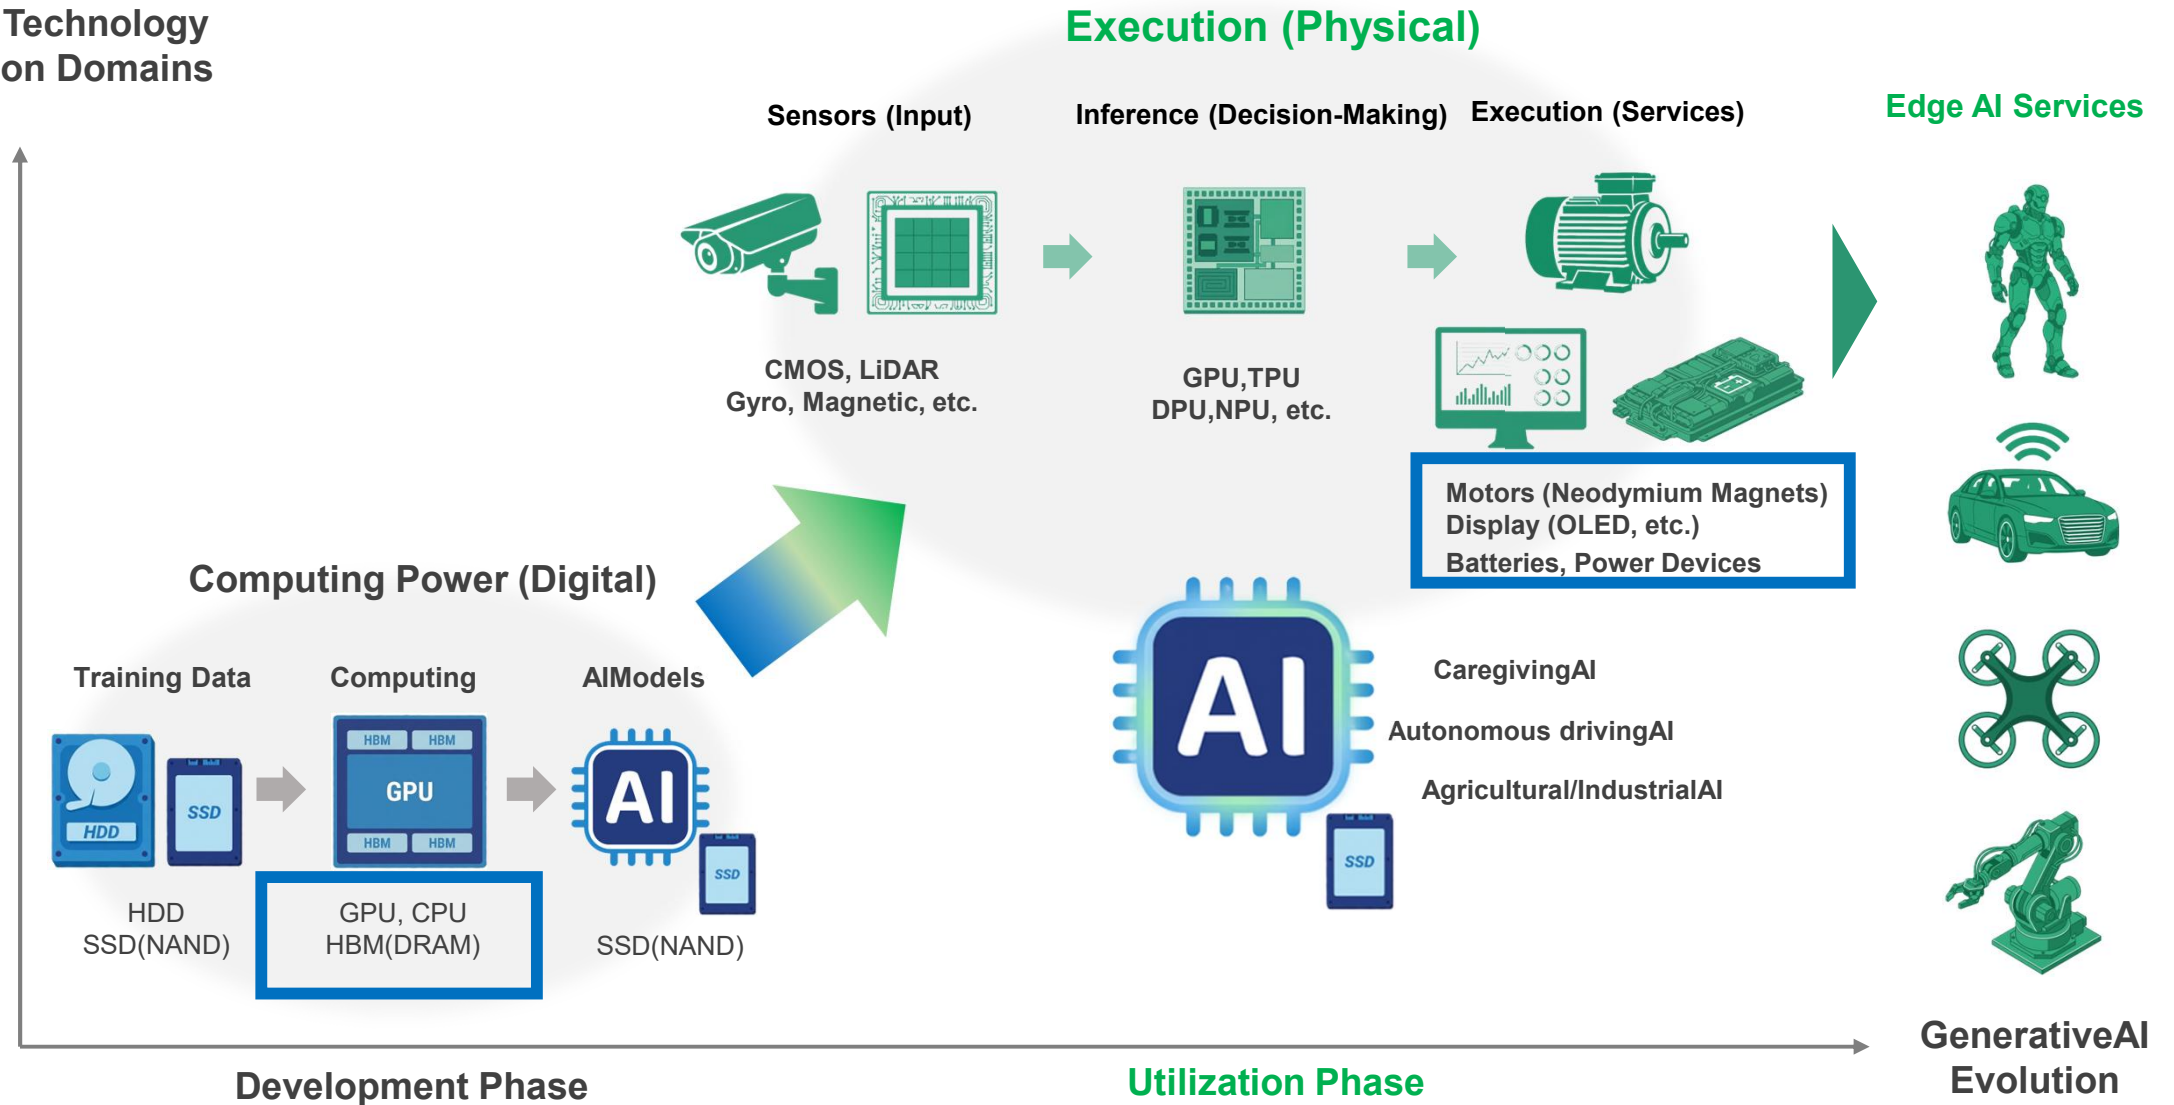 Technology
on Domains
Execution (Physical)
Sensors (Input)
Inference (Decision-Making)
Execution (Services)
Edge AI Services
CMOS, LiDAR
Gyro, Magnetic, etc.
GPU,TPU
DPU,NPU, etc.
Motors (Neodymium Magnets)
Display (OLED, etc.)
Batteries, Power Devices
Computing Power (Digital)
Training Data
Computing
AIModels
HDD
SSD
HBM HBM
GPU
HBM HBM
AI
SSD
HDD
SSD(NAND)
GPU, CPU
HBM(DRAM)
SSD(NAND)
AI
SSD
CaregivingAI
Autonomous drivingAI
Agricultural/IndustrialAI
Development Phase
Utilization Phase
GenerativeAI
Evolution